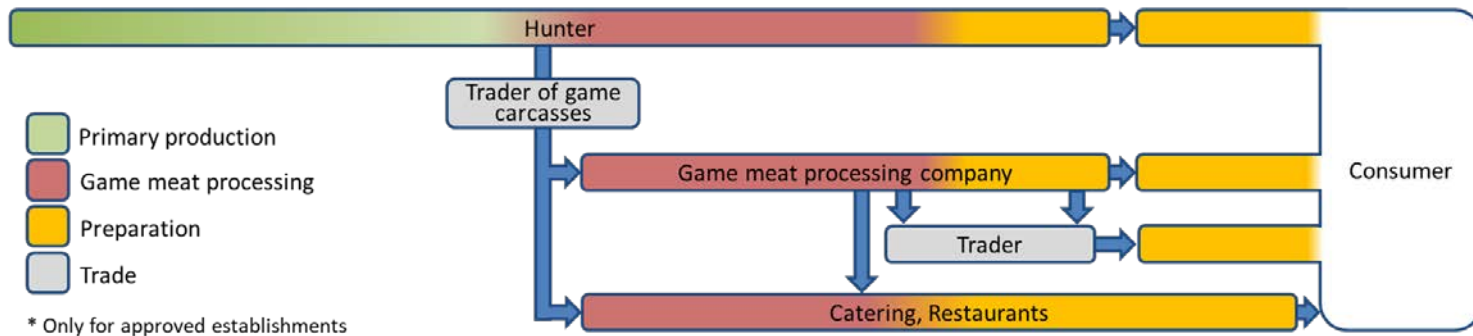 Hunter
Trader of game
carcasses
Primary production
Game meat processing
Preparation
Trade
* Only for approved establishments
Game meat processing company
Trader
Catering, Restaurants
Consumer